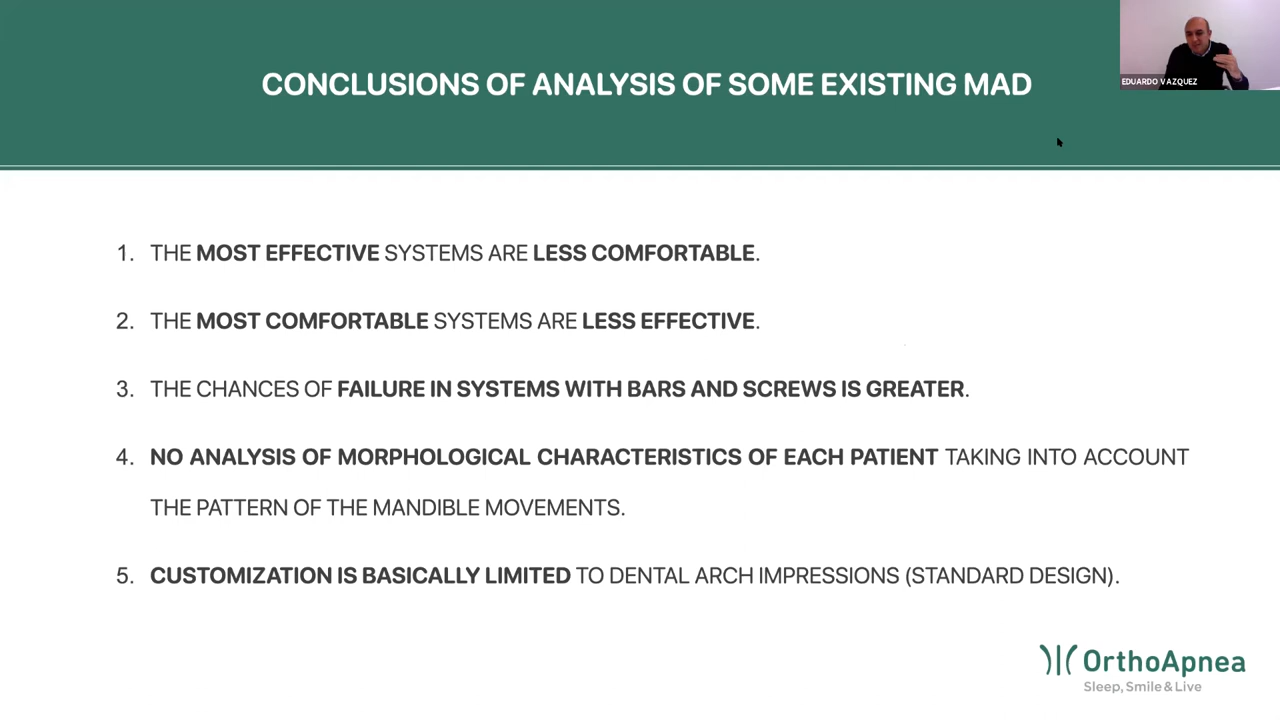 CONCLUSIONS OF ANALYSIS OF SOME EXISTING MAD
EDUARDO VAZQUEZ
1. THE MOST EFFECTIVE SYSTEMS ARE LESS COMFORTABLE.
2. THE MOST COMFORTABLE SYSTEMS ARE LESS EFFECTIVE.
3. THE CHANCES OF FAILURE IN SYSTEMS WITH BARS AND SCREWS IS GREATER.
4. NO ANALYSIS OF MORPHOLOGICAL CHARACTERISTICS OF EACH PATIENT TAKING INTO ACCOUNT
THE PATTERN OF THE MANDIBLE MOVEMENTS.
5. CUSTOMIZATION IS BASICALLY LIMITED TO DENTAL ARCH IMPRESSIONS (STANDARD DESIGN).
OrthoApnea
Sleep, Smile & Live